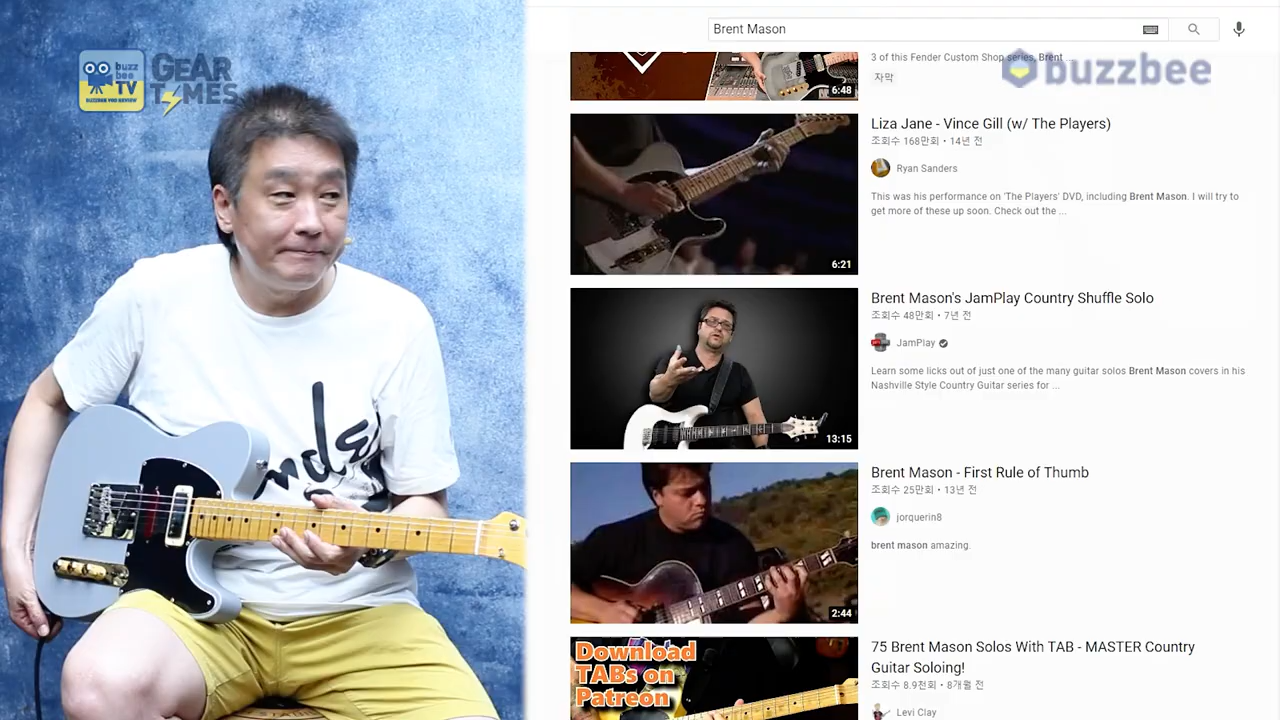 buzz
bee
TV
BUZZBEE VOD REVIEW
GEAR
TIMES
Brent Mason
buzzbee
3 of this Fender Custom Shop series, Brent ...
자막
6:48
Liza Jane - Vince Gill (w/ The Players)
조회수 168만회 • 14년 전
Ryan Sanders
This was his performance on 'The Players' DVD, including Brent Mason. I will try to
get more of these up soon. Check out the ...
6:21
Brent Mason's JamPlay Country Shuffle Solo
조회수 48만회 • 7년 전
JamPlay
Learn some licks out of just one of the many guitar solos Brent Mason covers in his
Nashville Style Country Guitar series for ...
13:15
Brent Mason - First Rule of Thumb
조회수 25만회 • 13년 전
jorquerin8
brent mason amazing.
2:44
Download
TABs on
Patreon
75 Brent Mason Solos With TAB - MASTER Country
Guitar Soloing!
조회수 8.9천회 • 8개월 전
Levi Clay